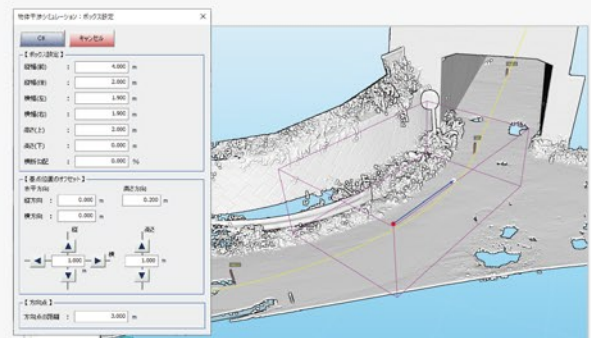 物体干渉シミュレーション：ボックス設定
OK キャンセル
【 ボックス設定 】
縦幅(前) ： 4.000 m
縦幅(後) ： 2.000 m
横幅(左) ： 1.900 m
横幅(右) ： 1.900 m
高さ(上) ： 2.000 m
高さ(下) ： 0.000 m
横断勾配 ： 0.000 %
【 基点位置のオフセット 】
水平方向 高さ方向
縦方向 ： 0.000 m 0.200 m
横方向 ： 0.000 m
縦 高さ
1.000 横 1.000 m
m
【 方向点 】
方向点の距離 ： 3.000 m